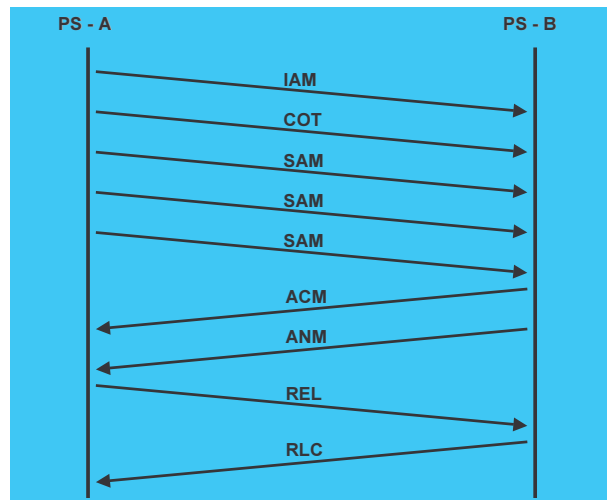 PS - A PS - B
IAM
COT
SAM
SAM
SAM
ACM
ANM
REL
RLC